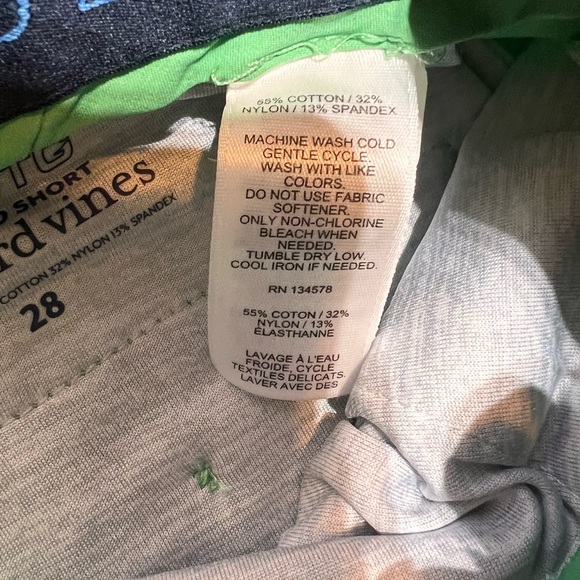 55% COTTON / 32%
NYLON / 13% SPANDEX
MACHINE WASH COLD
GENTLE CYCLE.
WASH WITH LIKE
COLORS.
DO NOT USE FABRIC
SOFTENER.
ONLY NON-CHLORINE
BLEACH WHEN
NEEDED.
TUMBLE DRY LOW.
COOL IRON IF NEEDED.
RN 134578
55% COTON / 32%
NYLON / 13%
ÉLASTHANNE
LAVAGE À L'EAU
FROIDE, CYCLE
TEXTILES DELICATS.
LAVER AVEC DES
TG
SHORT
rd vines
COTTON 32% NYLON 13% SPANDEX
28